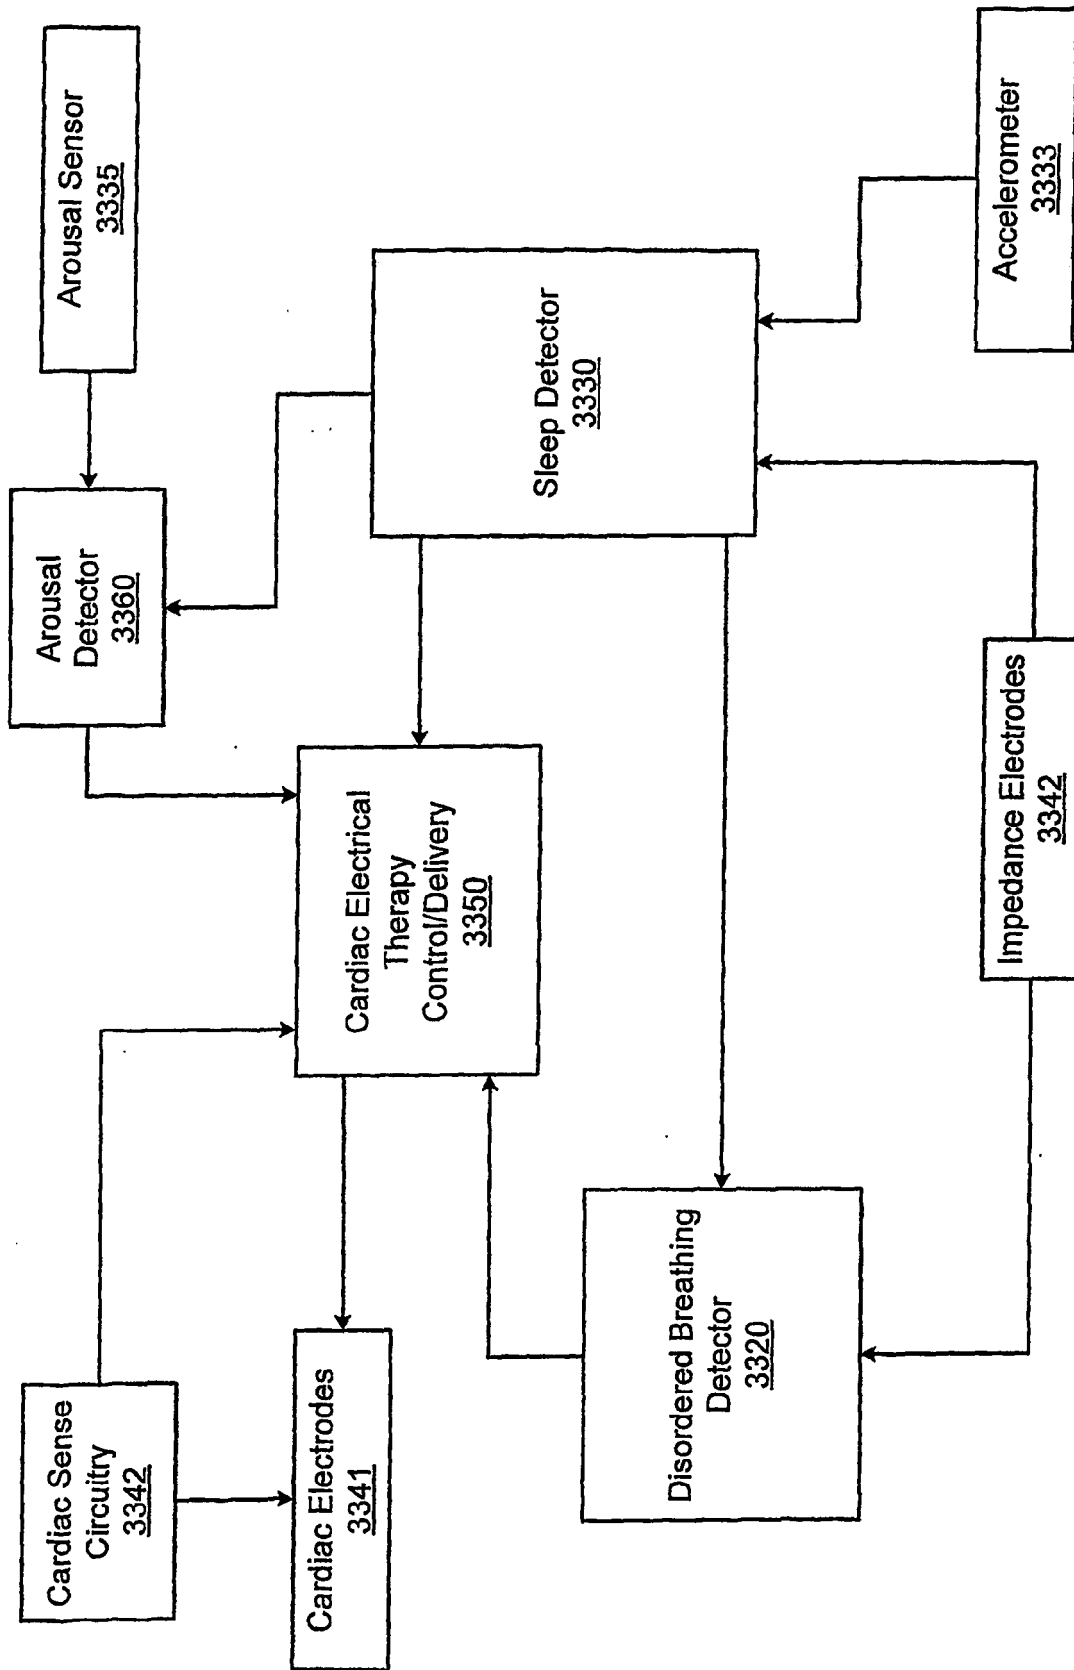 Cardiac Sense
Circuitry
3342
Arousal
Detector
3360
Arousal Sensor
3335
Cardiac Electrodes
3341
Cardiac Electrical
Therapy
Control/Delivery
3350
Sleep Detector
3330
Disordered Breathing
Detector
3320
Impedance Electrodes
3342
Accelerometer
3333